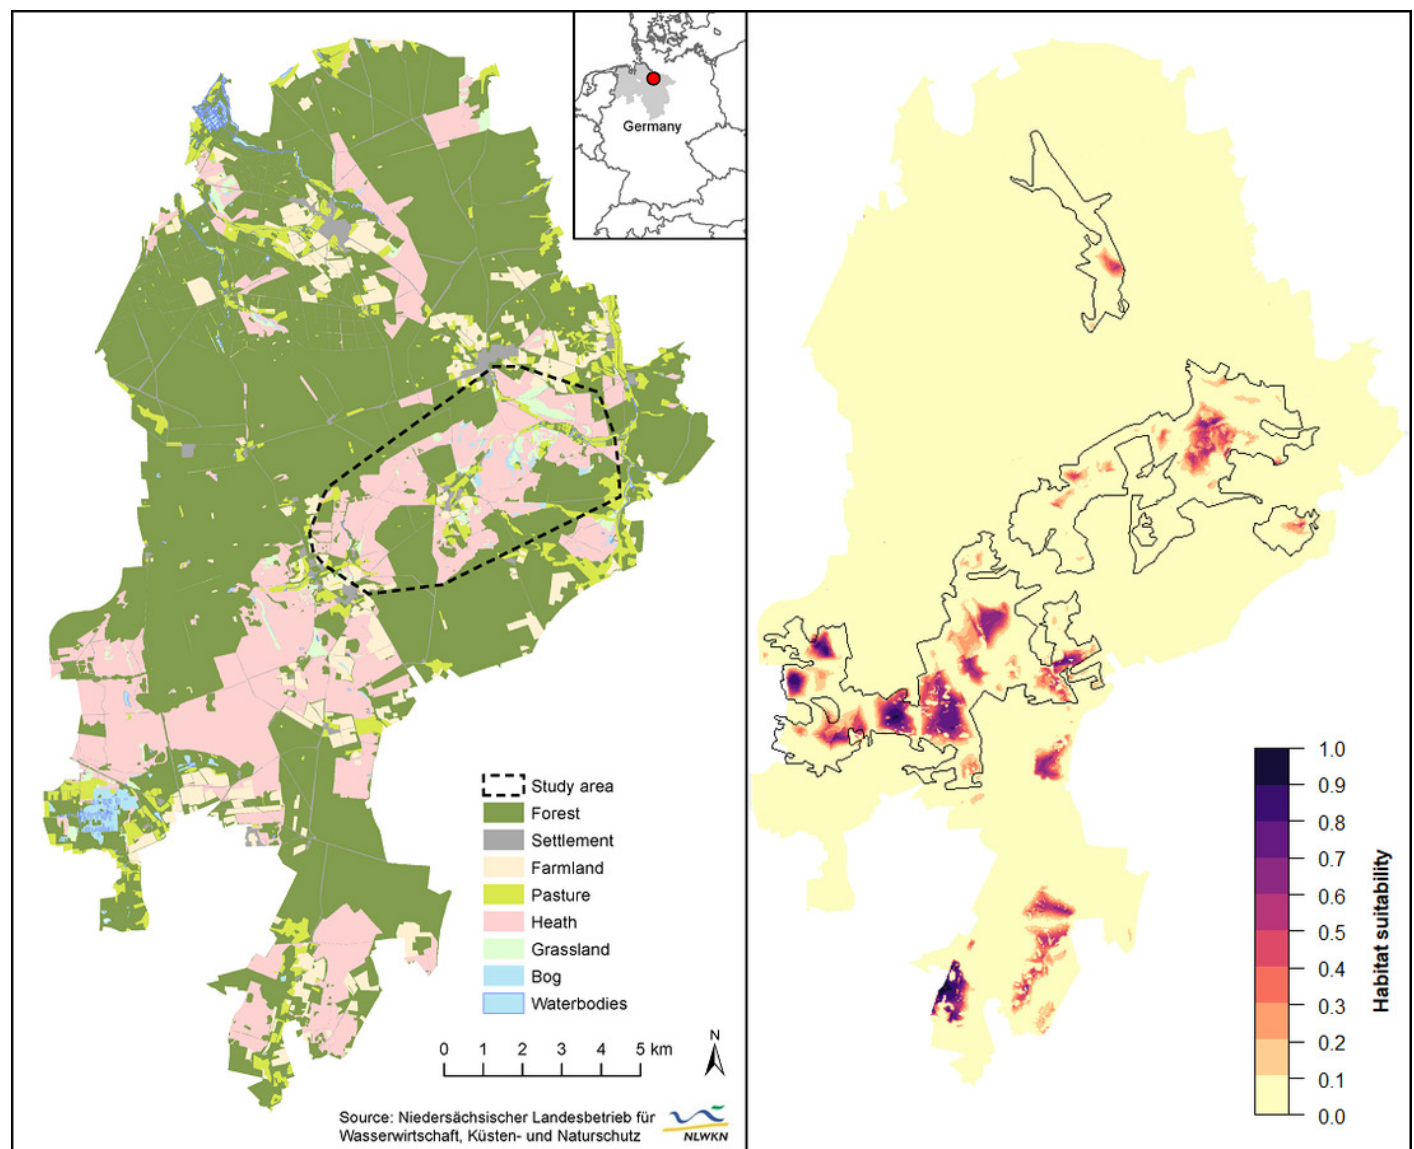 Germany
Study area
Forest
Settlement
Farmland
Pasture
Heath
Grassland
Bog
Waterbodies
0 1 2 3 4 5 km
N
Source: Niedersächsischer Landesbetrieb für
Wasserwirtschaft, Küsten- und Naturschutz
NLWKN
1.0
0.9
0.8
0.7
0.6
0.5
0.4
0.3
0.2
0.1
0.0
Habitat suitability